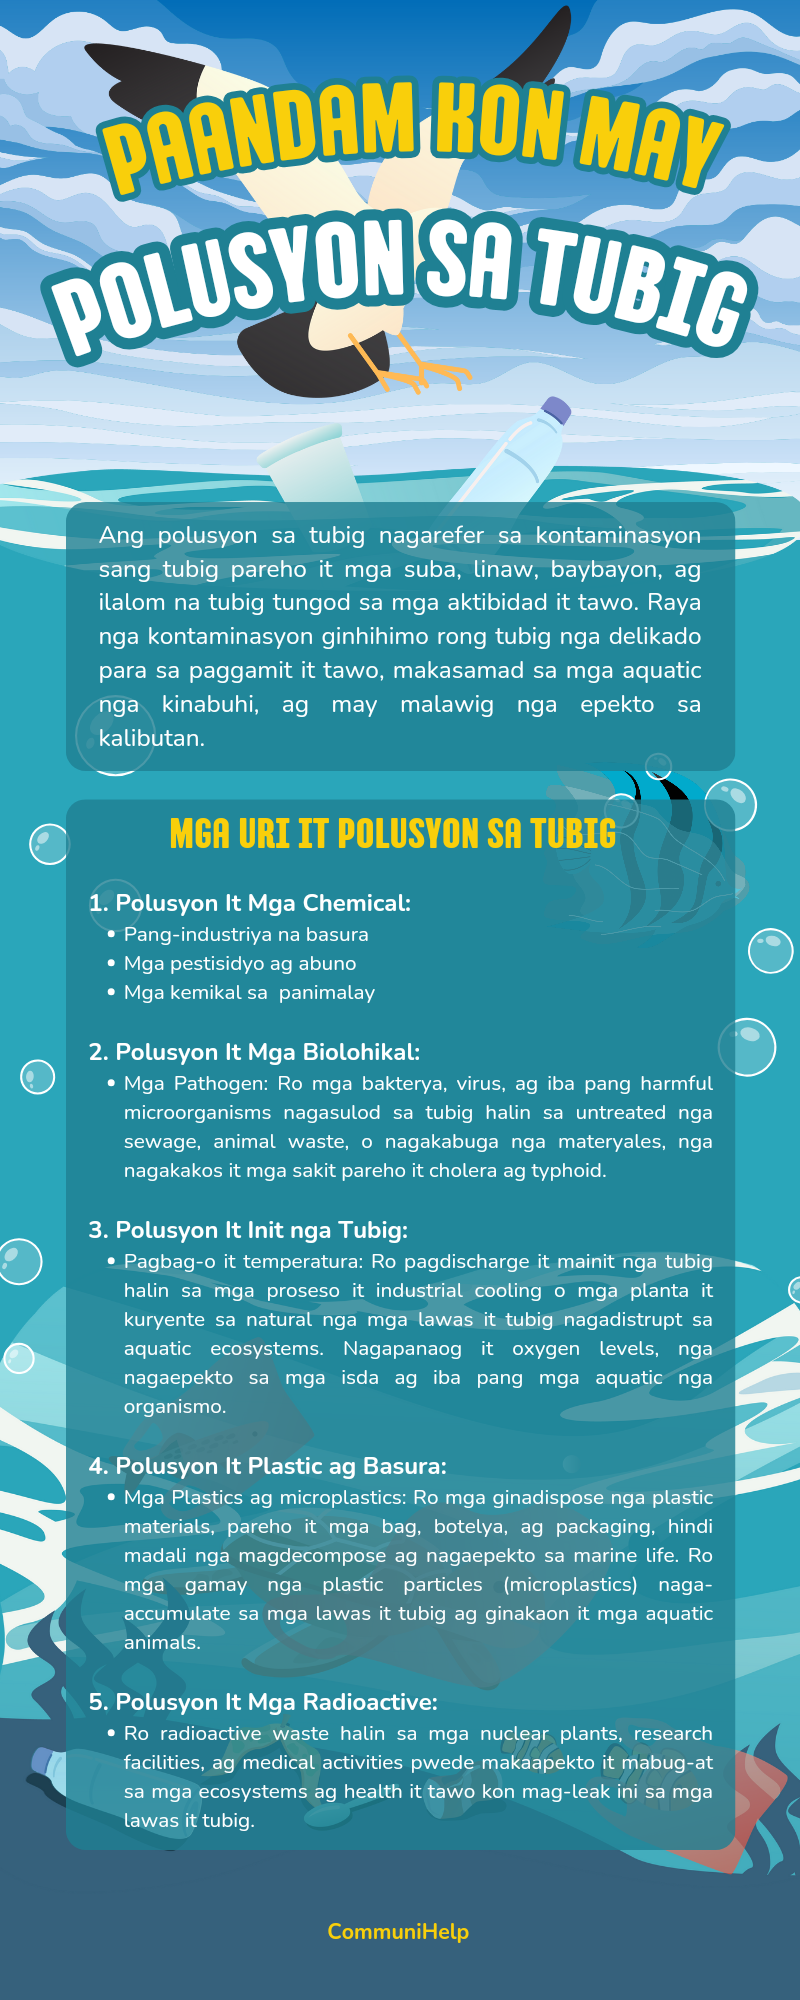 PAANDAM KON MAY
POLUSYON SA TUBIG
Ang polusyon sa tubig nagarefer sa kontaminasyon
sang tubig pareho it mga suba, linaw, baybayon, ag
ilalom na tubig tungod sa mga aktibidad it tawo. Raya
nga kontaminasyon ginhihimo rong tubig nga delikado
para sa paggamit it tawo, makasamad sa mga aquatic
nga kinabuhi, ag may malawig nga epekto sa
kalibutan.
MGA URI IT POLUSYON SA TUBIG
1. Polusyon It Mga Chemical:
• Pang-industriya na basura
• Mga pestisidyo ag abuno
• Mga kemikal sa  panimalay
2. Polusyon It Mga Biolohikal:
• Mga Pathogen: Ro mga bakterya, virus, ag iba pang harmful
microorganisms nagasulod sa tubig halin sa untreated nga
sewage, animal waste, o nagakabuga nga materyales, nga
nagakakos it mga sakit pareho it cholera ag typhoid.
3. Polusyon It Init nga Tubig:
• Pagbag-o it temperatura: Ro pagdischarge it mainit nga tubig
halin sa mga proseso it industrial cooling o mga planta it
kuryente sa natural nga mga lawas it tubig nagadistrupt sa
aquatic ecosystems. Nagapanaog it oxygen levels, nga
nagaepekto sa mga isda ag iba pang mga aquatic nga
organismo.
4. Polusyon It Plastic ag Basura:
• Mga Plastics ag microplastics: Ro mga ginadispose nga plastic
materials, pareho it mga bag, botelya, ag packaging, hindi
madali nga magdecompose ag nagaepekto sa marine life. Ro
mga gamay nga plastic particles (microplastics) naga-
accumulate sa mga lawas it tubig ag ginakaon it mga aquatic
animals.
5. Polusyon It Mga Radioactive:
• Ro radioactive waste halin sa mga nuclear plants, research
facilities, ag medical activities pwede makaapekto it mabug-at
sa mga ecosystems ag health it tawo kon mag-leak ini sa mga
lawas it tubig.
CommuniHelp